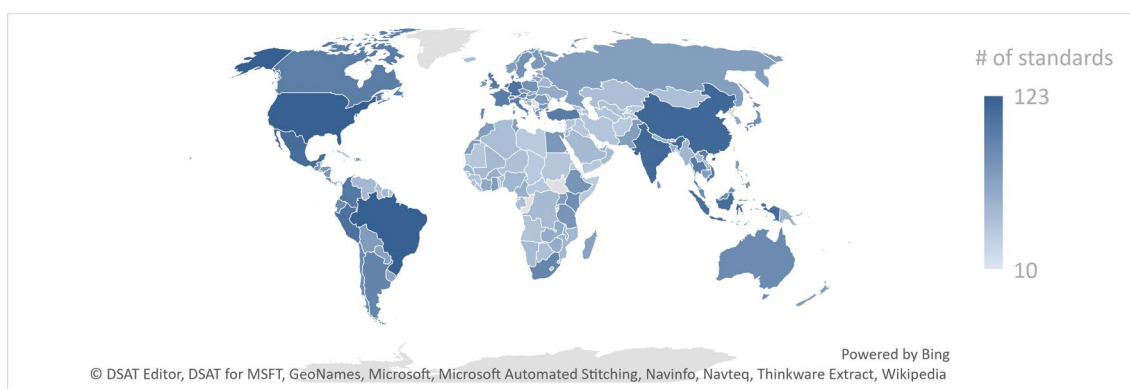 # of standards
123
10
Powered by Bing
© DSAT Editor, DSAT for MSFT, GeoNames, Microsoft, Microsoft Automated Stitching, Navinfo, Navteq, Thinkware Extract, Wikipedia